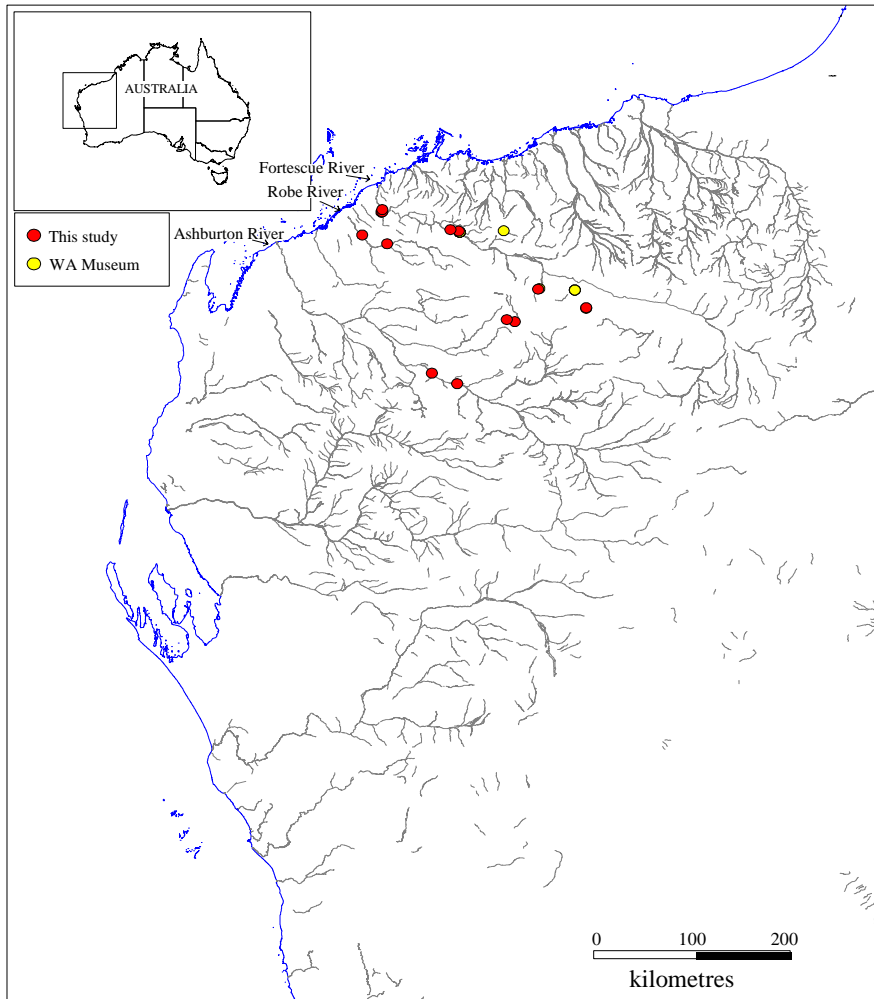 AUSTRALIA
Fortescue River
Robe River
Ashburton River
This study
WA Museum
0 100 200
kilometres